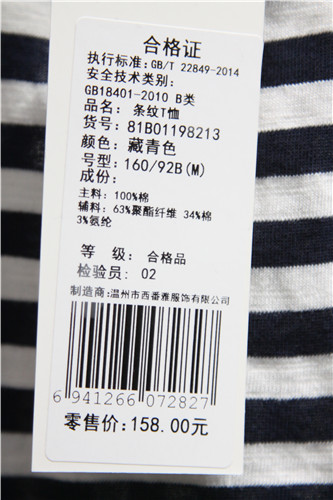 合格证
执行标准:GB/T 22849-2014
安全技术类别:
GB18401-2010 B类
品名: 条纹T恤
货号:81B01198213
颜色: 藏青色
号型:160/92B(M)
成份:
主料: 100%棉
辅料: 63%聚酯纤维 34%棉
3%氨纶
等 级: 合格品
检验员: 02
制造商:温州市西番雅服饰有限公司
6 941266 072827
零售价:158.00元